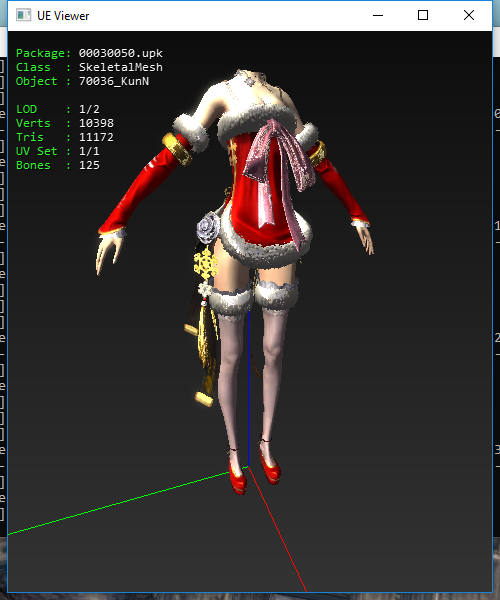 UE Viewer
Package: 00030050.upk
Class : SkeletalMesh
Object : 70036_KunN
LOD : 1/2
Verts : 10398
Tris : 11172
UV Set : 1/1
Bones : 125